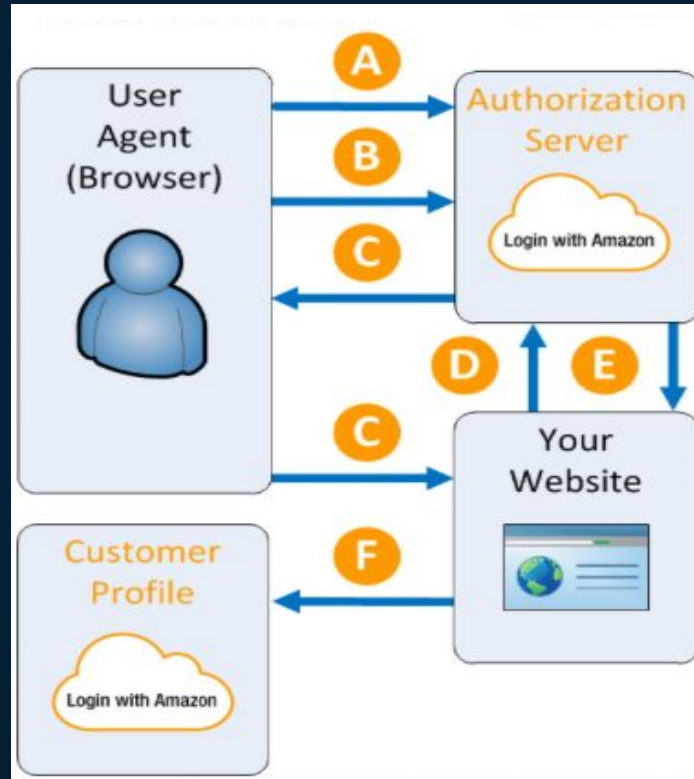 A
User
Agent
(Browser)
Authorization
Server
B
Login with Amazon
C
D
E
C
Your
Website
Customer
Profile
F
Login with Amazon